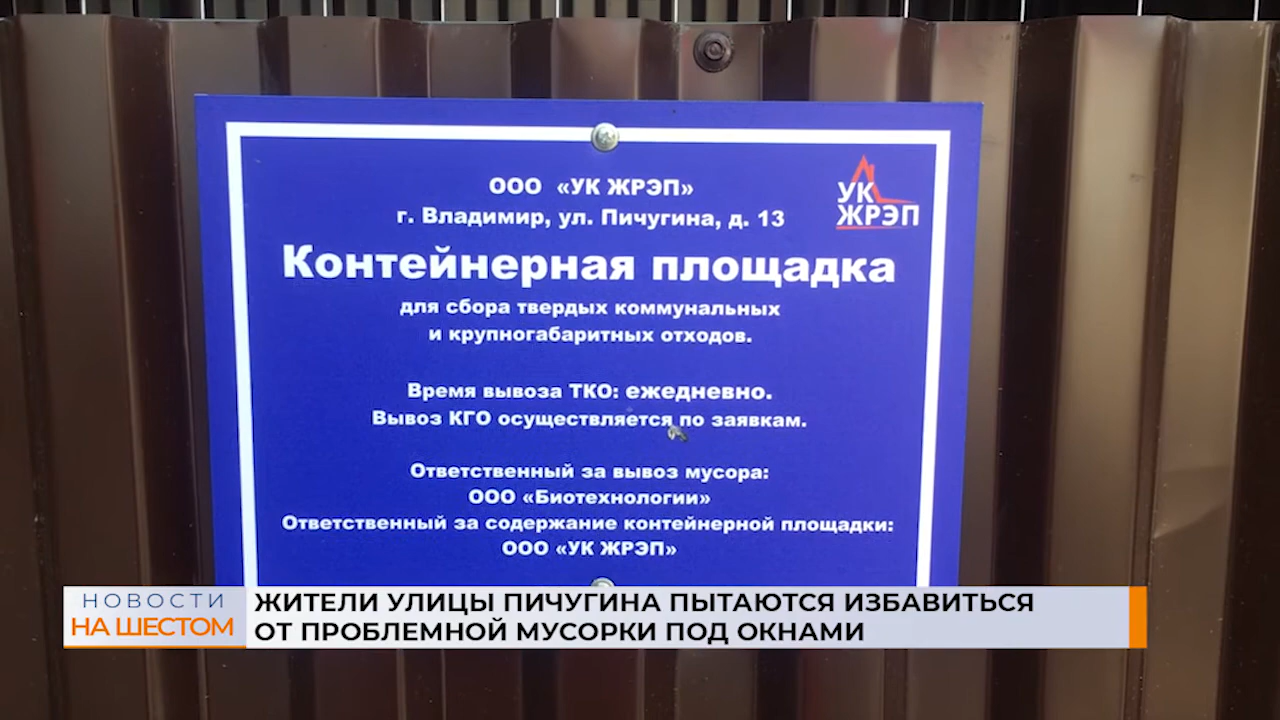 ООО «УК ЖРЭП»
г. Владимир, ул. Пичугина, д. 13
УК
ЖРЭП
Контейнерная площадка
для сбора твердых коммунальных
и крупногабаритных отходов.
Время вывоза ТКО: ежедневно.
Вывоз КГО осуществляется по заявкам.
Ответственный за вывоз мусора:
ООО «Биотехнологии»
Ответственный за содержание контейнерной площадки:
ООО «УК ЖРЭП»
НОВОСТИ
НА ШЕСТОМ
ЖИТЕЛИ УЛИЦЫ ПИЧУГИНА ПЫТАЮТСЯ ИЗБАВИТЬСЯ
ОТ ПРОБЛЕМНОЙ МУСОРКИ ПОД ОКНАМИ